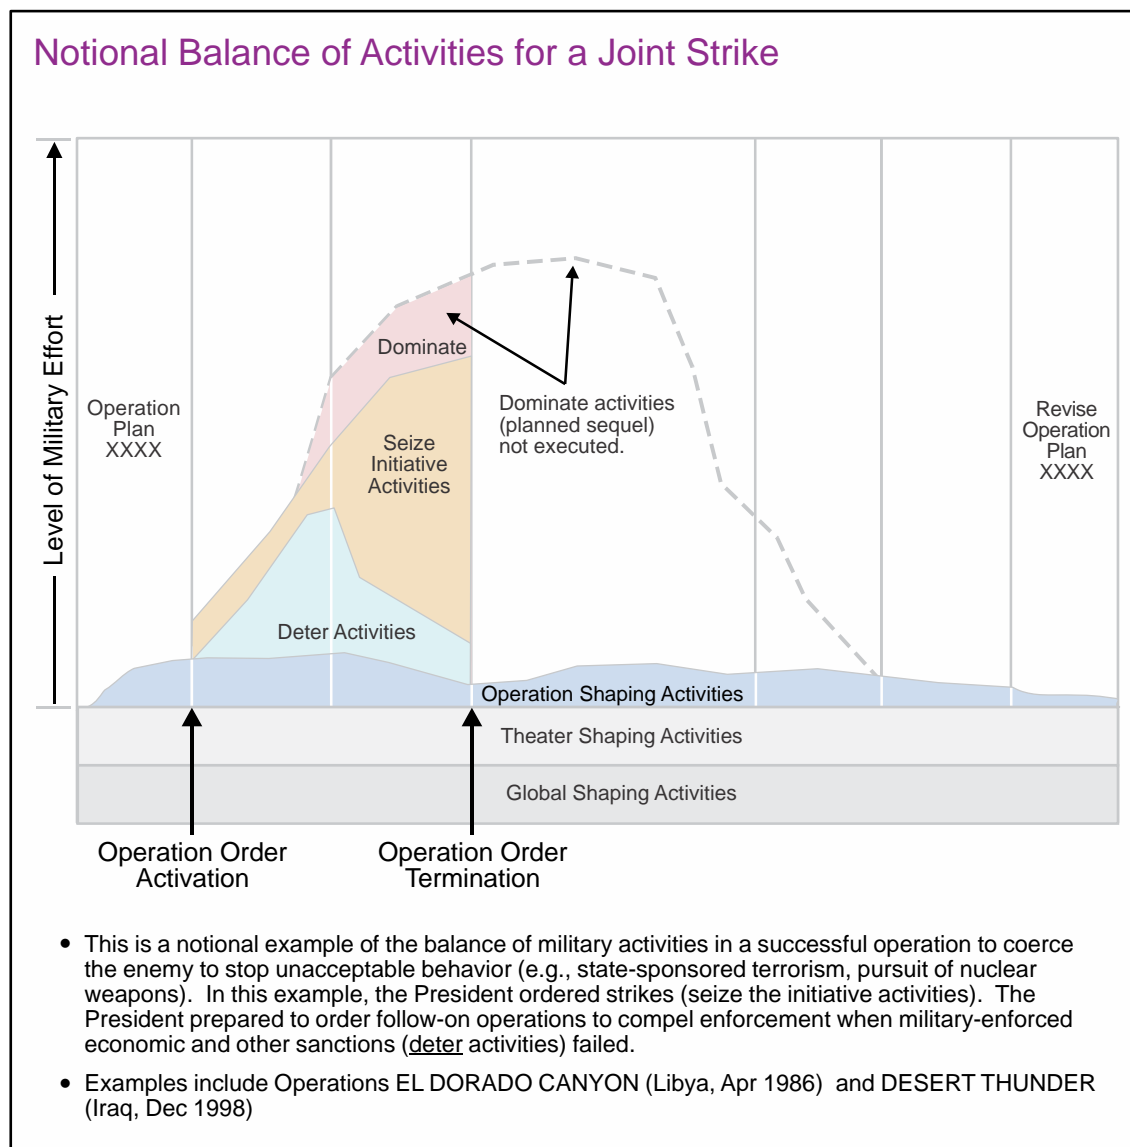 Notional Balance of Activities for a Joint Strike
Level of Military Effort
Operation
Plan
XXXX
Dominate
Seize
Initiative
Activities
Deter Activities
Dominate activities
(planned sequel)
not executed.
Revise
Operation
Plan
XXXX
Operation Shaping Activities
Theater Shaping Activities
Global Shaping Activities
Operation Order
Activation
Operation Order
Termination
• This is a notional example of the balance of military activities in a successful operation to coerce
the enemy to stop unacceptable behavior (e.g., state-sponsored terrorism, pursuit of nuclear
weapons).  In this example, the President ordered strikes (seize the initiative activities).  The
President prepared to order follow-on operations to compel enforcement when military-enforced
economic and other sanctions (deter activities) failed.
• Examples include Operations EL DORADO CANYON (Libya, Apr 1986)  and DESERT THUNDER
(Iraq, Dec 1998)